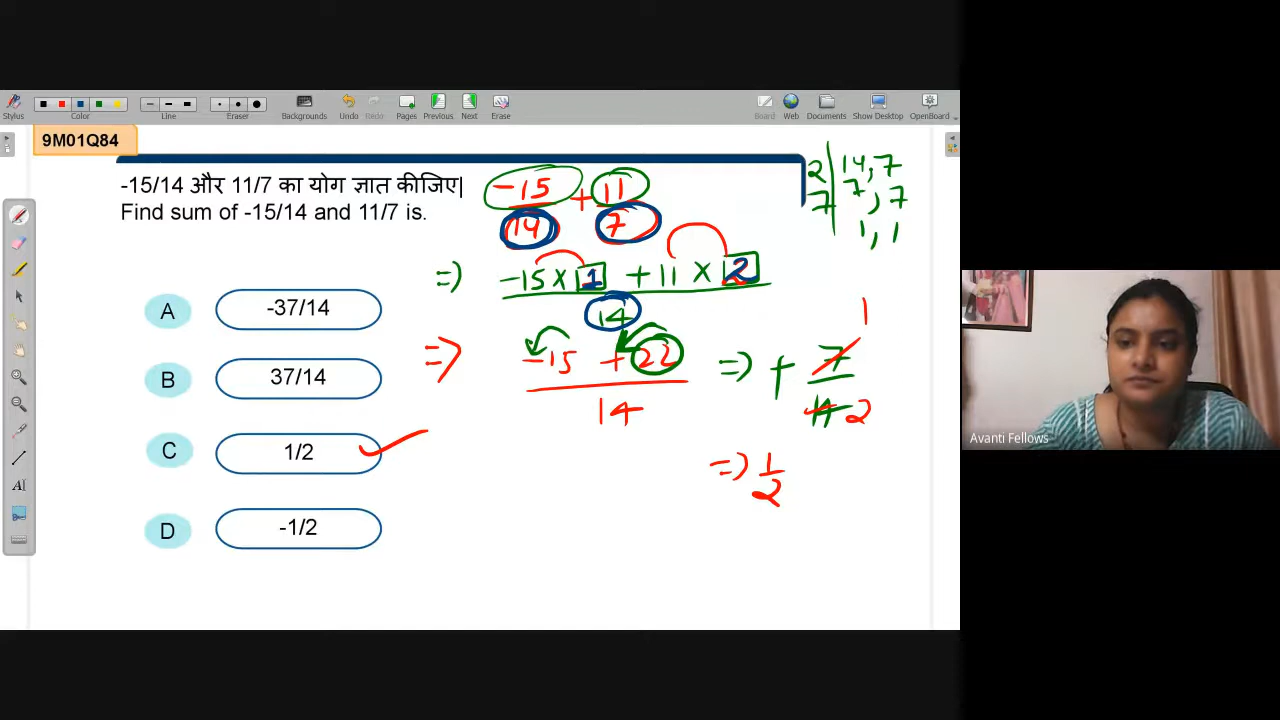 Stylus
Color
Line
Eraser
Backgrounds
Undo
Redo
Pages
Previous
Next
Erase
Board
Web
Documents
Show Desktop
OpenBoard
9M01Q84
-15/14 और 11/7 का योग ज्ञात कीजिए|
Find sum of -15/14 and 11/7 is.
A -37/14
B 37/14
C 1/2
D -1/2
-15 + 11
14 7
=) -15 × 1 + 11 × 2
14
=) -15 + 22
14
=) + 7 1
14 2
=) 1
2
2 | 14, 7
7 | 7, 7
1, 1
Avanti Fellows